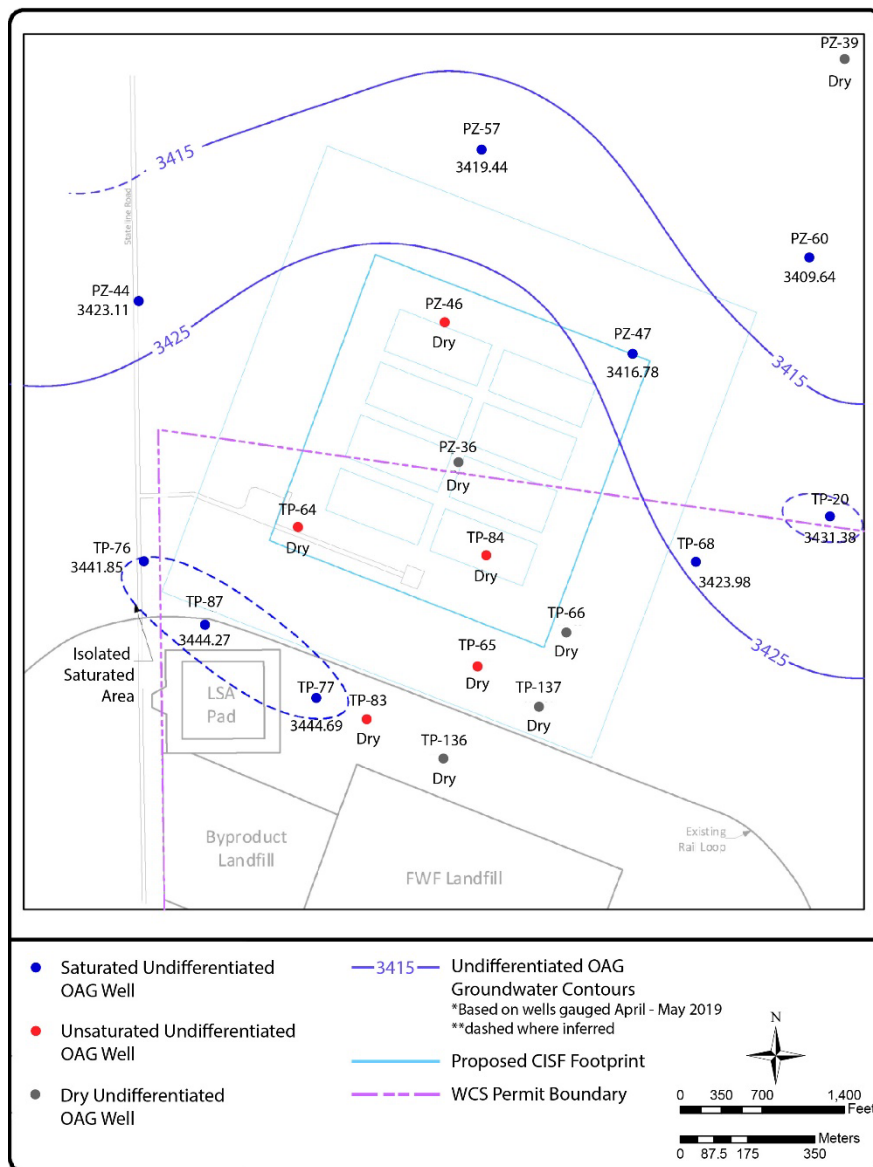 PZ-39
Dry
PZ-57
3419.44
3415
Stateline Road
PZ-60
3409.64
PZ-44
3423.11
3425
PZ-46
Dry
PZ-47
3416.78
3415
PZ-36
Dry
TP-64
Dry
TP-84
Dry
TP-20
3431.38
TP-68
3423.98
TP-76
3441.85
TP-87
3444.27
TP-66
Dry
3425
Isolated
Saturated
Area
LSA
Pad
TP-65
Dry
TP-77
3444.69
TP-83
Dry
TP-137
Dry
TP-136
Dry
Byproduct
Landfill
FWF Landfill
Existing
Rail Loop
Saturated Undifferentiated
OAG Well
Unsaturated Undifferentiated
OAG Well
Dry Undifferentiated
OAG Well
3415
Undifferentiated OAG
Groundwater Contours
*Based on wells gauged April - May 2019
**dashed where inferred
Proposed CISF Footprint
WCS Permit Boundary
N
0 350 700 1,400
Feet
Meters
0 87.5 175 350